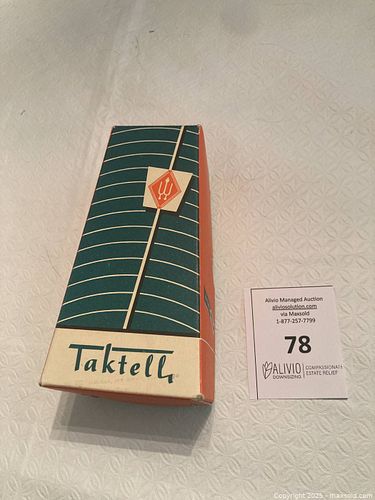 Taktell
Alivio Managed Auction
aliviosolution.com
via Maxsold
1-877-257-7799
78
ALIVIO
DOWNSIZING
COMPASSIONATE
ESTATE RELIEF
Copyright 2025 - maxsold.com